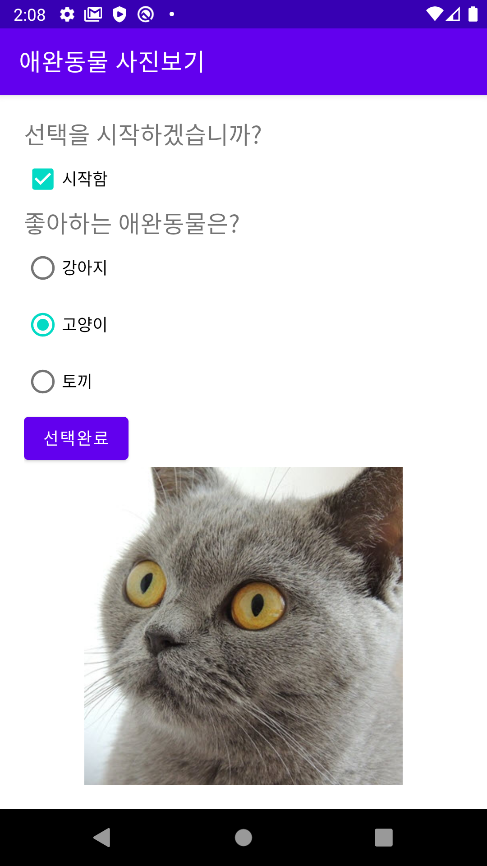 2:08
애완동물 사진보기
선택을 시작하겠습니까?
시작함
좋아하는 애완동물은?
강아지
고양이
토끼
선택완료